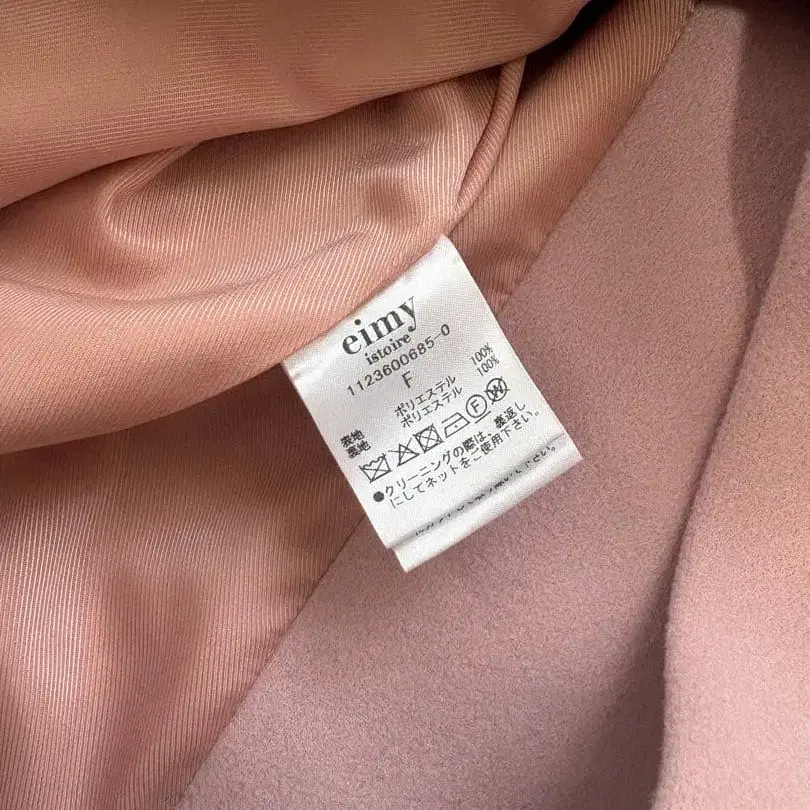 eimy
istoire
1123600685-0
F
表地 ポリエステル 100%
裏地 ポリエステル 100%
F W
●クリーニングの際は、裏返し
にしてネットをご使用下さい。